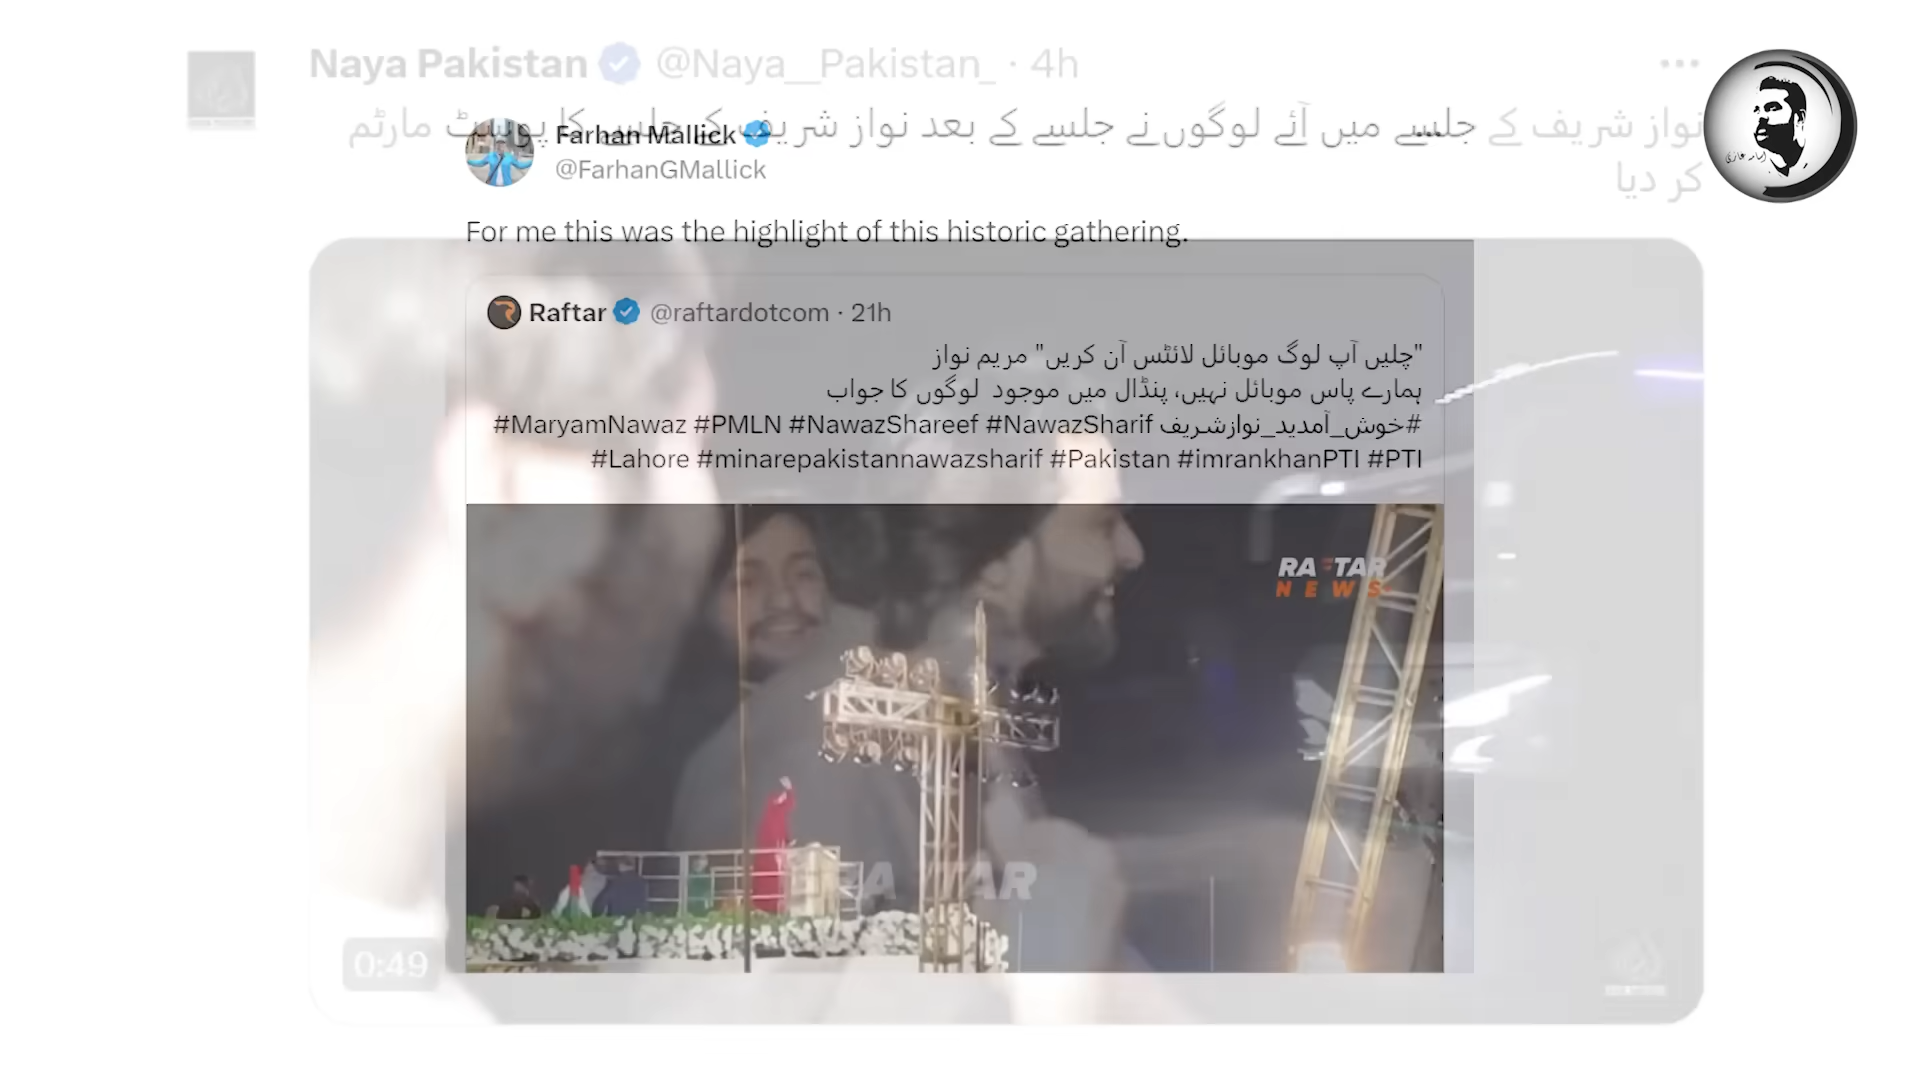 Naya Pakistan @Naya__Pakistan_ · 4h
نواز شریف کے جلسے میں آئے لوگوں نے جلسے کے بعد نواز شریف کے جلسے کا پوسٹ مارٹم
کر دیا
Farhan Mallick
@FarhanGMallick
For me this was the highlight of this historic gathering.
Raftar @raftardotcom · 21h
"چلیں آپ لوگ موبائل لائٹس آن کریں" مریم نواز
ہمارے پاس موبائل نہیں، پنڈال میں موجود لوگوں کا جواب
#خوش_آمدید_نوازشریف #MaryamNawaz #PMLN #NawazShareef #NawazSharif
#Lahore #minarepakistannawazsharif #Pakistan #imrankhanPTI #PTI
RAFTAR
NEWS
RAFTAR
0:49